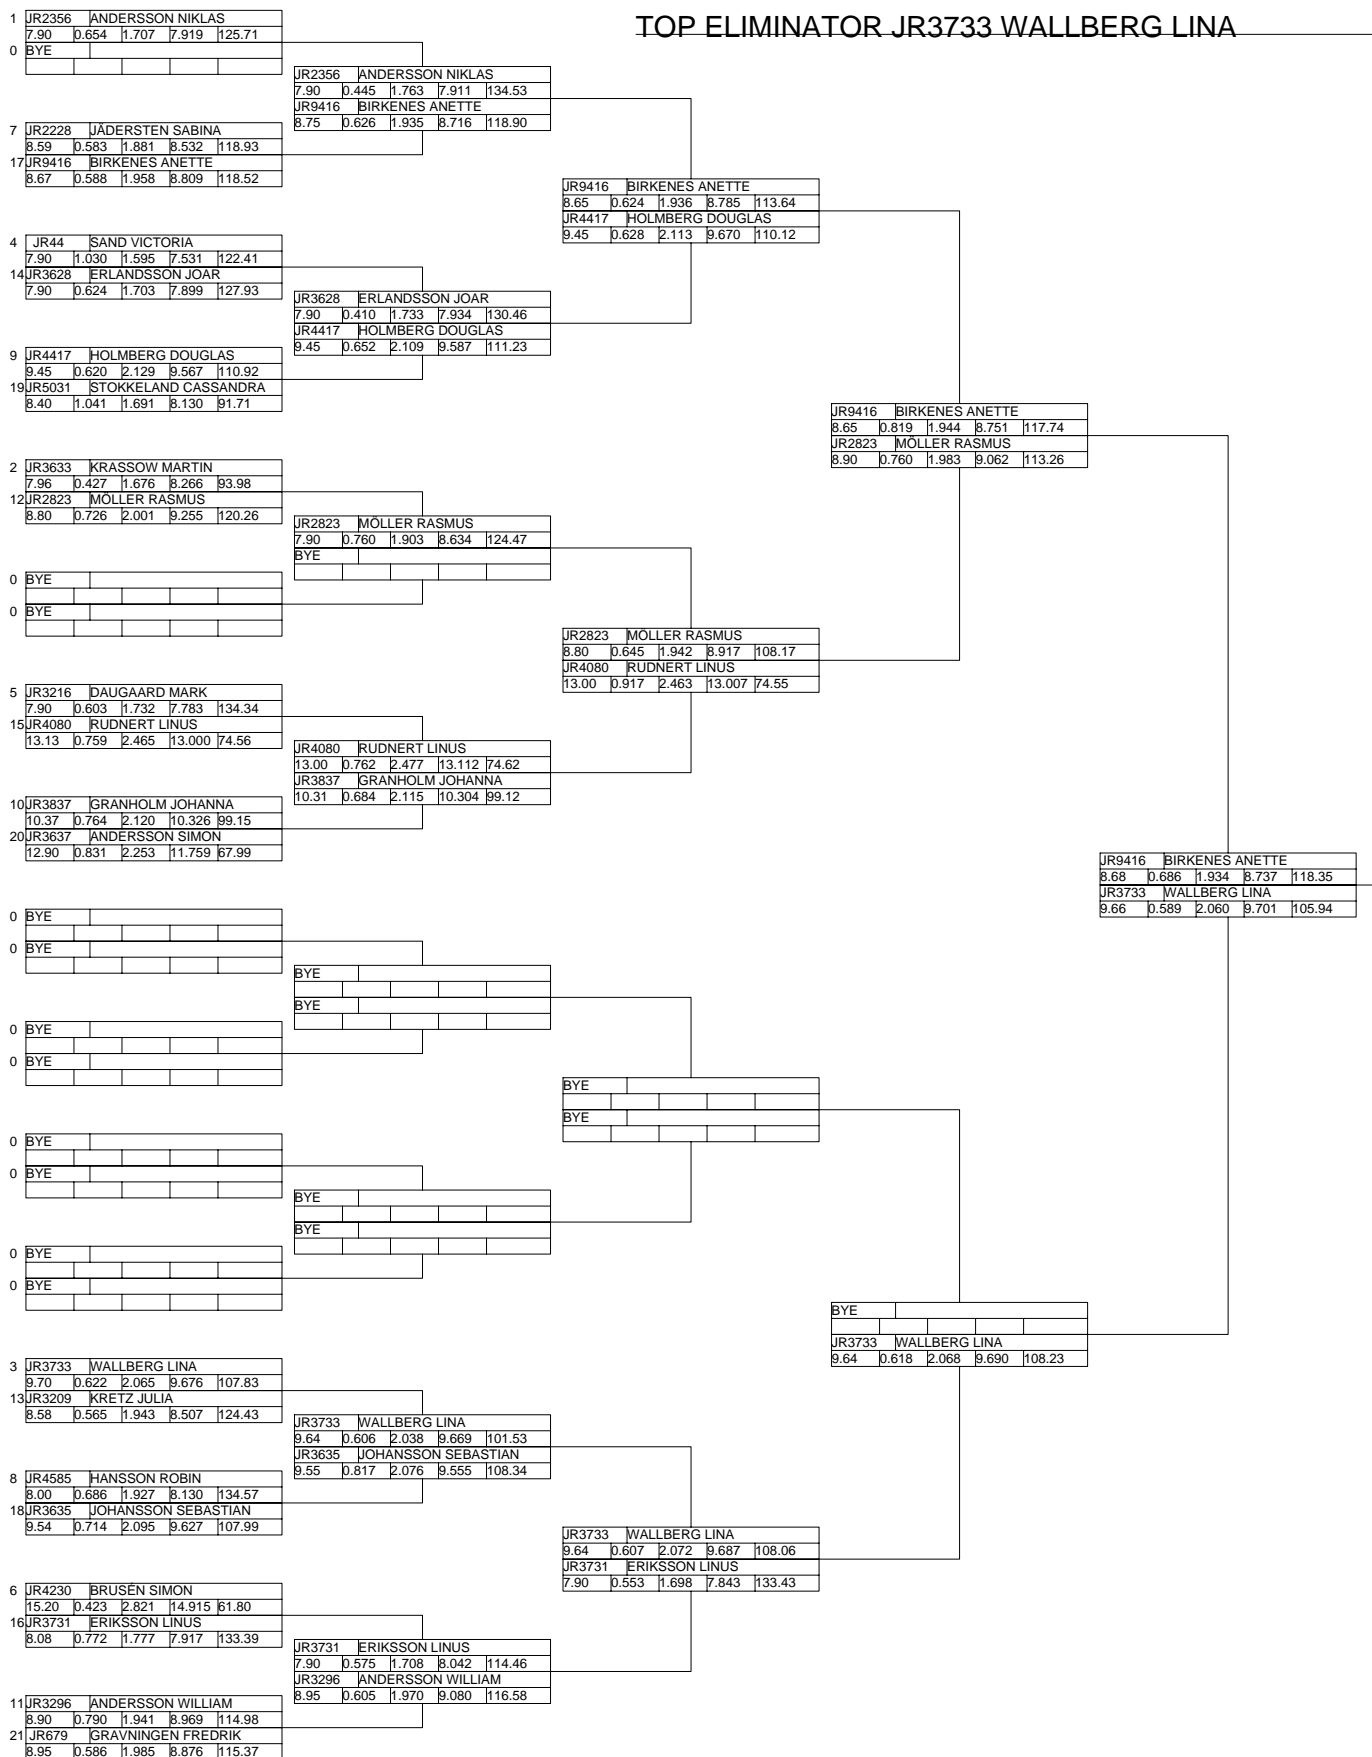 TOP ELIMINATOR JR3733 WALLBERG LINA
1 JR2356 ANDERSSON NIKLAS
7.90 0.654 1.707 7.919 125.71
0 BYE
7 JR2228 JÄDERSTEN SABINA
8.59 0.583 1.881 8.532 118.93
17 JR9416 BIRKENES ANETTE
8.67 0.588 1.958 8.809 118.52
4 JR44 SAND VICTORIA
7.90 1.030 1.595 7.531 122.41
14 JR3628 ERLANDSSON JOAR
7.90 0.624 1.703 7.899 127.93
9 JR4417 HOLMBERG DOUGLAS
9.45 0.620 2.129 9.567 110.92
19 JR5031 STOKKELAND CASSANDRA
8.40 1.041 1.691 8.130 91.71
2 JR3633 KRASSOW MARTIN
7.96 0.427 1.676 8.266 93.98
12 JR2823 MÖLLER RASMUS
8.80 0.726 2.001 9.255 120.26
0 BYE
0 BYE
5 JR3216 DAUGAARD MARK
7.90 0.603 1.732 7.783 134.34
15 JR4080 RUDNERT LINUS
13.13 0.759 2.465 13.000 74.56
10 JR3837 GRANHOLM JOHANNA
10.37 0.764 2.120 10.326 99.15
20 JR3637 ANDERSSON SIMON
12.90 0.831 2.253 11.759 67.99
0 BYE
0 BYE
0 BYE
0 BYE
0 BYE
0 BYE
0 BYE
0 BYE
3 JR3733 WALLBERG LINA
9.70 0.622 2.065 9.676 107.83
13 JR3209 KRETZ JULIA
8.58 0.565 1.943 8.507 124.43
8 JR4585 HANSSON ROBIN
8.00 0.686 1.927 8.130 134.57
18 JR3635 JOHANSSON SEBASTIAN
9.54 0.714 2.095 9.627 107.99
6 JR4230 BRUSÉN SIMON
15.20 0.423 2.821 14.915 61.80
16 JR3731 ERIKSSON LINUS
8.08 0.772 1.777 7.917 133.39
11 JR3296 ANDERSSON WILLIAM
8.90 0.790 1.941 8.969 114.98
21 JR679 GRAVNINGEN FREDRIK
8.95 0.586 1.985 8.876 115.37
JR2356 ANDERSSON NIKLAS
7.90 0.445 1.763 7.911 134.53
JR9416 BIRKENES ANETTE
8.75 0.626 1.935 8.716 118.90
JR3628 ERLANDSSON JOAR
7.90 0.410 1.733 7.934 130.46
JR4417 HOLMBERG DOUGLAS
9.45 0.652 2.109 9.587 111.23
JR2823 MÖLLER RASMUS
7.90 0.760 1.903 8.634 124.47
BYE
JR4080 RUDNERT LINUS
13.00 0.762 2.477 13.112 74.62
JR3837 GRANHOLM JOHANNA
10.31 0.684 2.115 10.304 99.12
BYE
BYE
BYE
BYE
JR3733 WALLBERG LINA
9.64 0.606 2.038 9.669 101.53
JR3635 JOHANSSON SEBASTIAN
9.55 0.817 2.076 9.555 108.34
JR3731 ERIKSSON LINUS
7.90 0.575 1.708 8.042 114.46
JR3296 ANDERSSON WILLIAM
8.95 0.605 1.970 9.080 116.58
JR9416 BIRKENES ANETTE
8.65 0.624 1.936 8.785 113.64
JR4417 HOLMBERG DOUGLAS
9.45 0.628 2.113 9.670 110.12
JR2823 MÖLLER RASMUS
8.80 0.645 1.942 8.917 108.17
JR4080 RUDNERT LINUS
13.00 0.917 2.463 13.007 74.55
BYE
BYE
JR3733 WALLBERG LINA
9.64 0.607 2.072 9.687 108.06
JR3731 ERIKSSON LINUS
7.90 0.553 1.698 7.843 133.43
JR9416 BIRKENES ANETTE
8.65 0.819 1.944 8.751 117.74
JR2823 MÖLLER RASMUS
8.90 0.760 1.983 9.062 113.26
BYE
JR3733 WALLBERG LINA
9.64 0.618 2.068 9.690 108.23
JR9416 BIRKENES ANETTE
8.68 0.686 1.934 8.737 118.35
JR3733 WALLBERG LINA
9.66 0.589 2.060 9.701 105.94